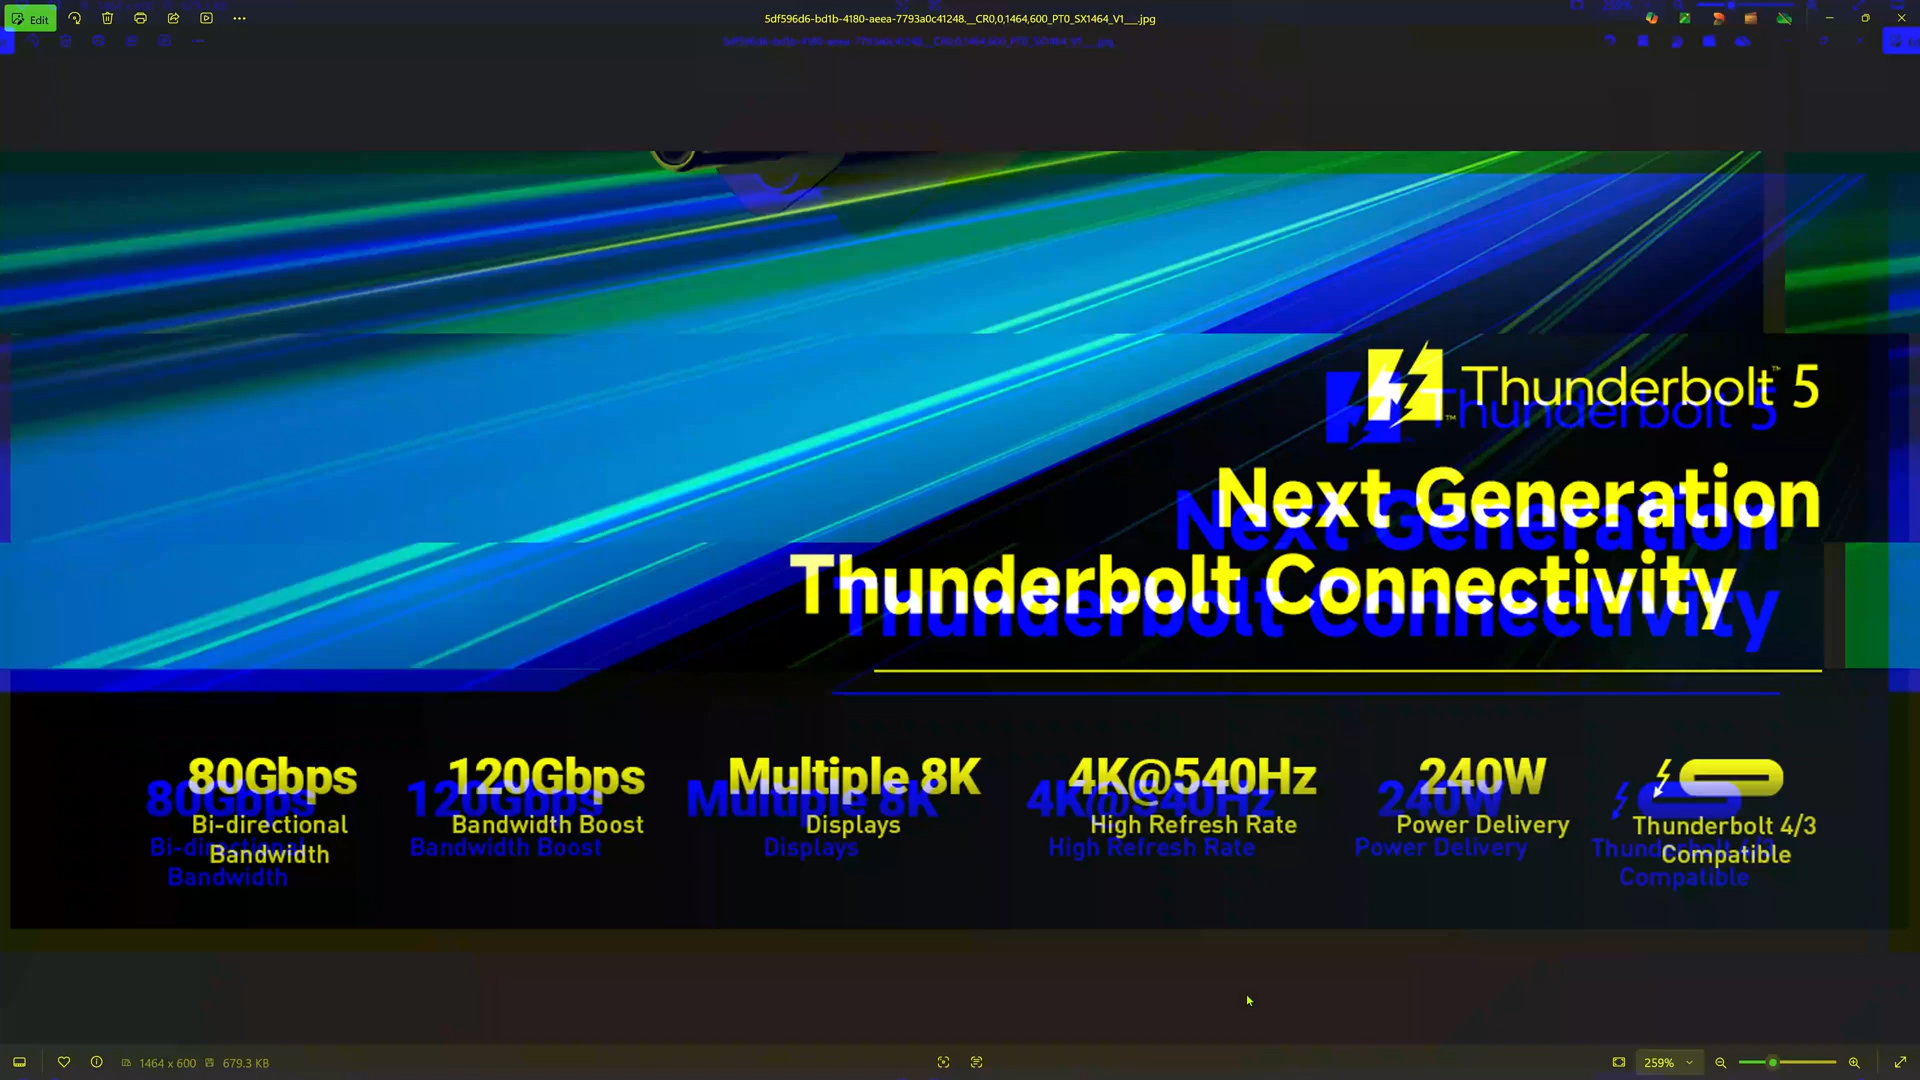 Edit
5df596d6-bd1b-4180-aeea-7793a0c41248.__CR0,0,1464,600_PT0_SX1464_V1___.jpg
Thunderbolt™ 5
Next Generation
Thunderbolt Connectivity
80Gbps
Bi-directional
Bandwidth
120Gbps
Bandwidth Boost
Multiple 8K
Displays
4K@540Hz
High Refresh Rate
240W
Power Delivery
Thunderbolt 4/3
Compatible
1464 x 600
679.3 KB
259%